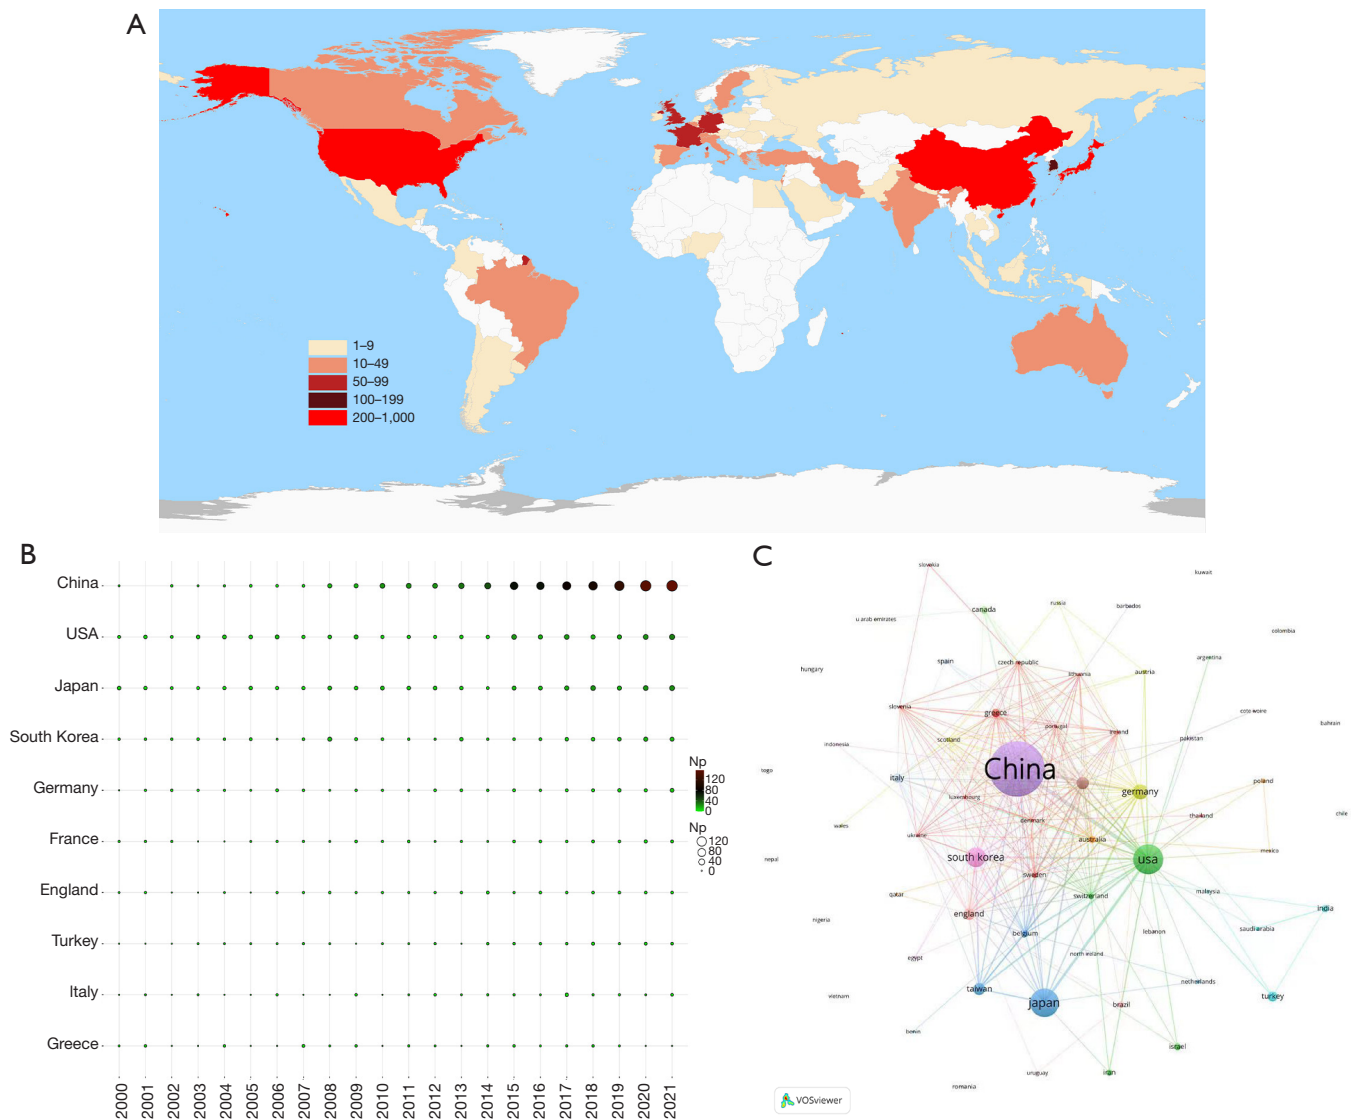 A
1–9
10–49
50–99
100–199
200–1,000
B
China
USA
Japan
South Korea
Germany
France
England
Turkey
Italy
Greece
2000
2001
2002
2003
2004
2005
2006
2007
2008
2009
2010
2011
2012
2013
2014
2015
2016
2017
2018
2019
2020
2021
Np
120
80
40
0
Np
120
80
40
0
C
slovakia
kuwait
canada
russia
barbados
u arab emirates
colombia
hungary
spain
czech republic
lithuania
austria
argentina
slovenia
greece
portugal
ireland
cote ivoire
bahrain
indonesia
scotland
pakistan
togo
italy
China
luxembourg
germany
poland
chile
wales
ukraine
denmark
australia
thailand
nepal
south korea
usa
mexico
sweden
qatar
switzerland
malaysia
india
nigeria
england
belgium
lebanon
saudi arabia
egypt
north ireland
vietnam
taiwan
japan
netherlands
turkey
brazil
benin
israel
uruguay
iran
romania
VOSviewer